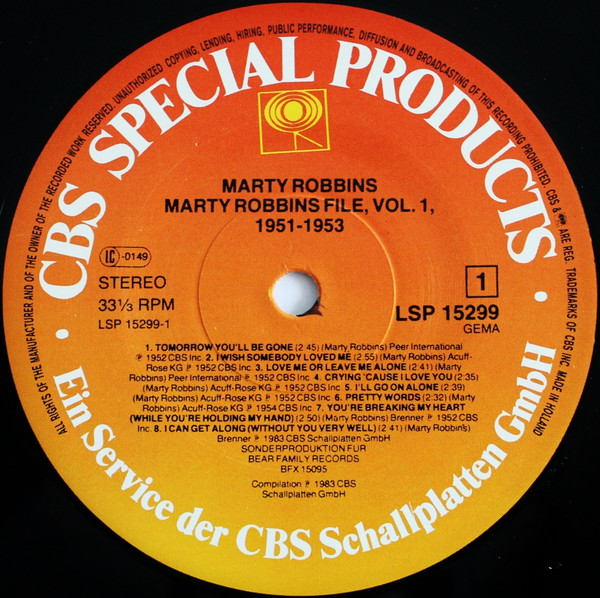 ALL RIGHTS OF THE MANUFACTURER AND OF THE OWNER OF THE RECORDED WORK RESERVED. UNAUTHORIZED COPYING, LENDING, HIRING, PUBLIC PERFORMANCE, DIFFUSION AND BROADCASTING OF THIS RECORDING PROHIBITED. CBS & ARE REG. TRADEMARKS OF CBS INC. MADE IN HOLLAND
· CBS SPECIAL PRODUCTS ·
MARTY ROBBINS
MARTY ROBBINS FILE, VOL. 1,
1951-1953
IC -0149
STEREO
33⅓ RPM
LSP 15299-1
1
LSP 15299
GEMA
1. TOMORROW YOU'LL BE GONE (2:45) (Marty Robbins) Peer International
℗ 1952 CBS Inc. 2. I WISH SOMEBODY LOVED ME (2:55) (Marty Robbins) Acuff-
Rose KG ℗ 1952 CBS Inc. 3. LOVE ME OR LEAVE ME ALONE (2:41) (Marty
Robbins) Peer International ℗ 1952 CBS Inc. 4. CRYING 'CAUSE I LOVE YOU (2:35)
(Marty Robbins) Acuff-Rose KG ℗ 1952 CBS Inc. 5. I'LL GO ON ALONE (2:39)
(Marty Robbins) Acuff-Rose KG ℗ 1952 CBS Inc. 6. PRETTY WORDS (2:32) (Marty
Robbins) Acuff-Rose KG ℗ 1954 CBS Inc. 7. YOU'RE BREAKING MY HEART
(WHILE YOU'RE HOLDING MY HAND) (2:50) (Marty Robbins) Brenner ℗ 1952 CBS
Inc. 8. I CAN GET ALONG (WITHOUT YOU VERY WELL) (2:41) (Marty Robbins)
Brenner ℗ 1983 CBS Schallplatten GmbH
SONDERPRODUKTION FÜR
BEAR FAMILY RECORDS
BFX 15095
Compilation ℗ 1983 CBS
Schallplatten GmbH
Ein Service der CBS Schallplatten GmbH